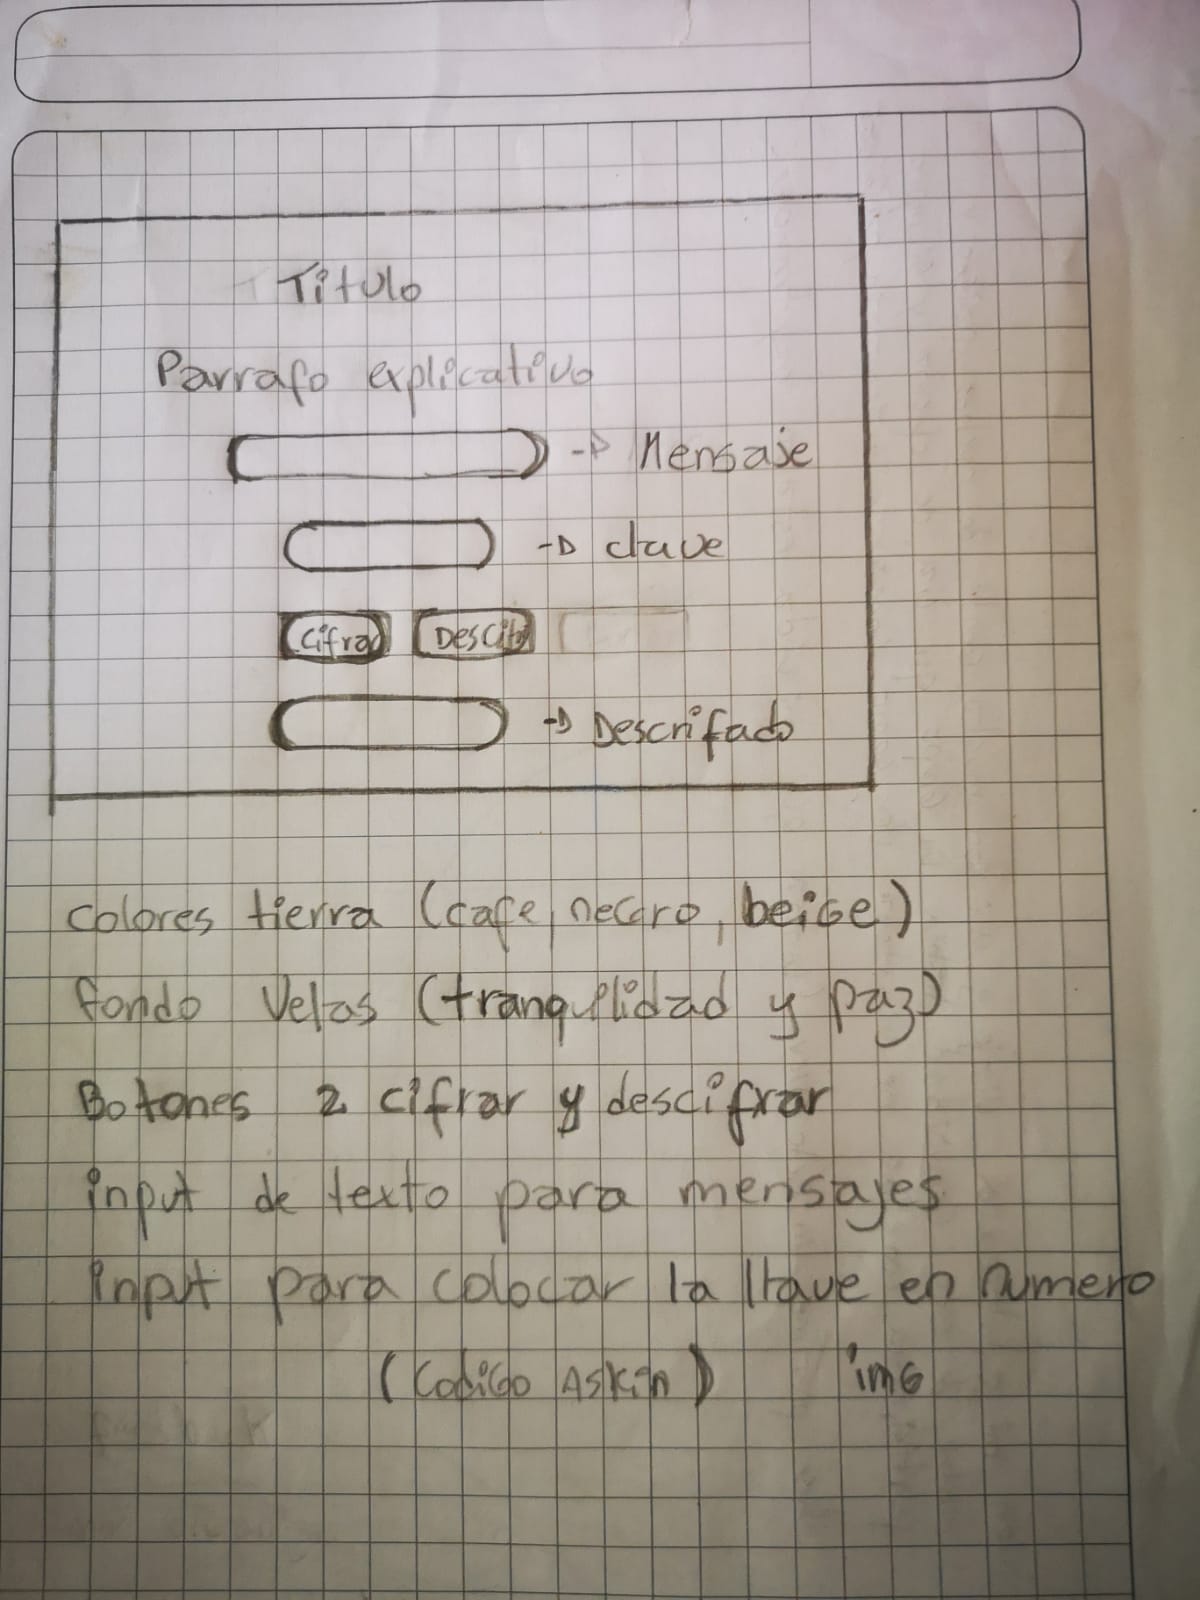 Titulo
Parrafo explicativo
Mensaje
clave
Cifrar Descif
Descrifado
colores tierra (cafe, negro, beige)
fondo Velas (tranquilidad y paz)
Botones 2 cifrar y descifrar
input de texto para mensajes
input para colocar la llave en numero
(Codigo Askin) img